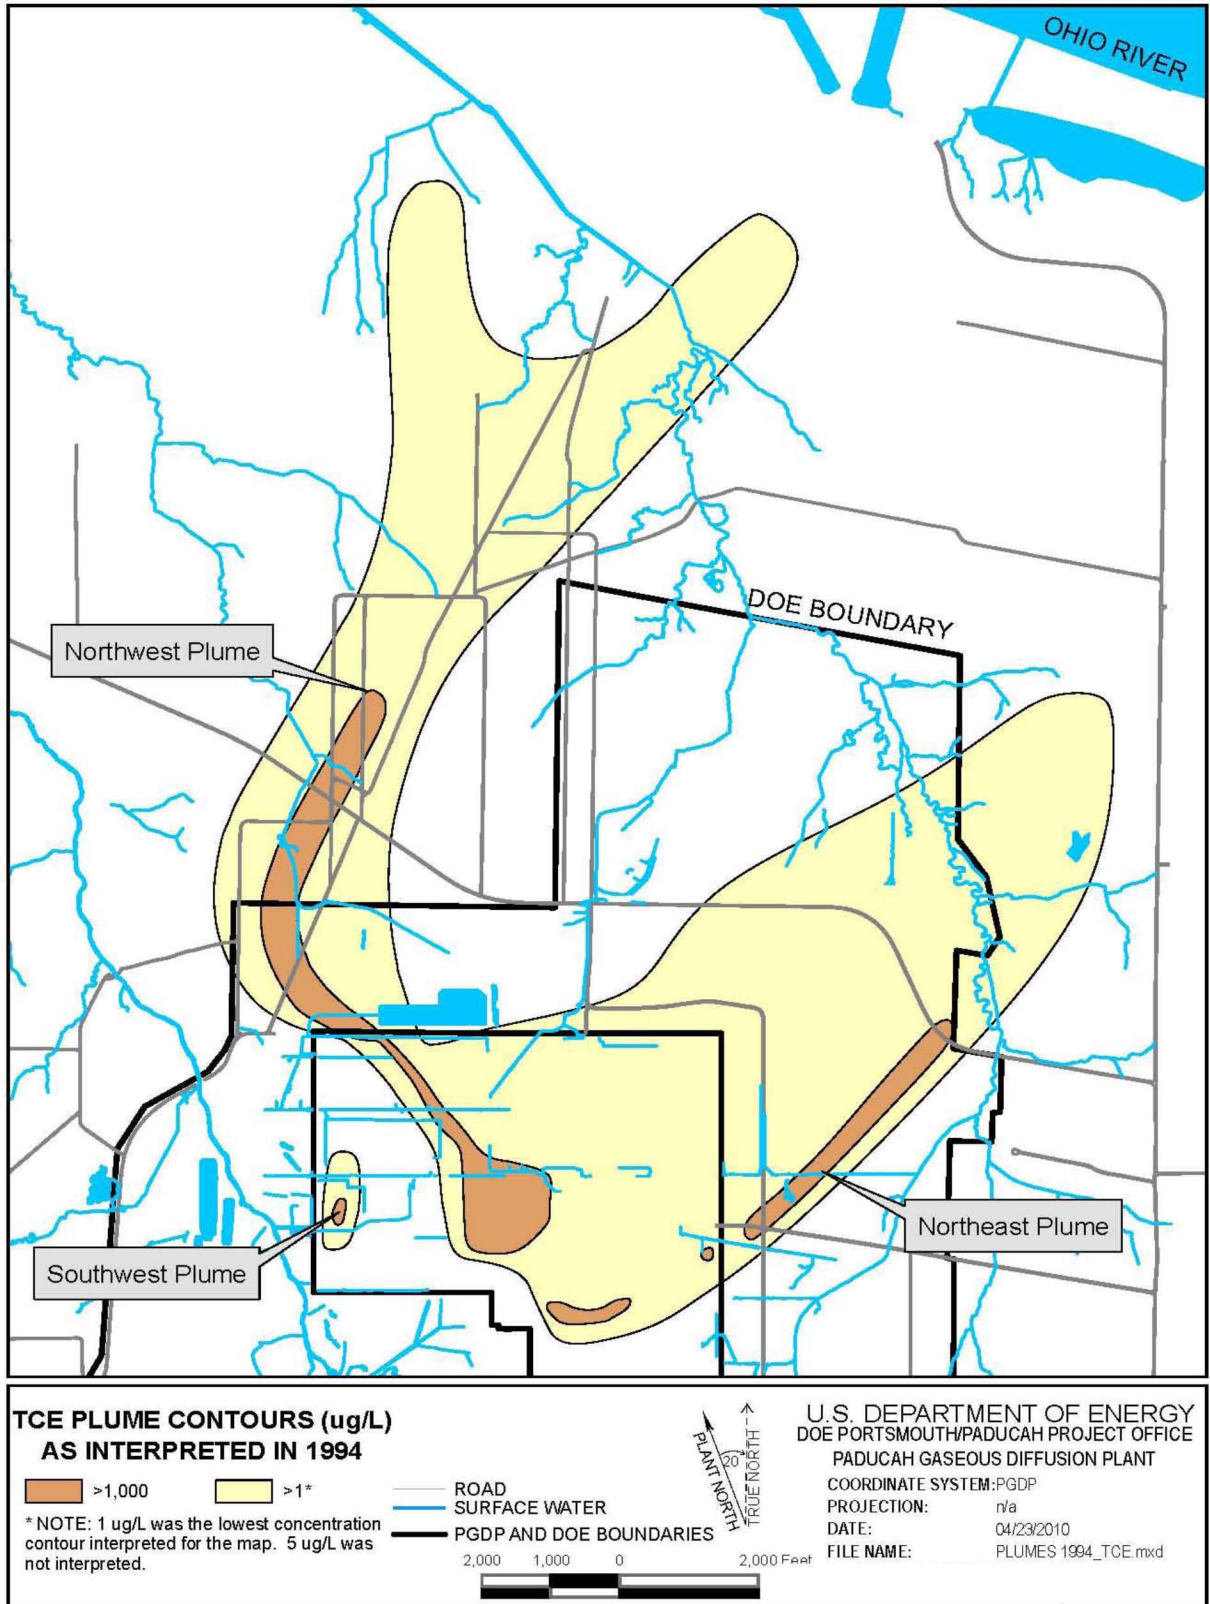 OHIO RIVER
DOE BOUNDARY
Northwest Plume
Northeast Plume
Southwest Plume
TCE PLUME CONTOURS (ug/L)
AS INTERPRETED IN 1994
>1,000
>1*
* NOTE: 1 ug/L was the lowest concentration
contour interpreted for the map. 5 ug/L was
not interpreted.
ROAD
SURFACE WATER
PGDP AND DOE BOUNDARIES
2,000 1,000 0 2,000 Feet
PLANT NORTH
20°
TRUE NORTH
U.S. DEPARTMENT OF ENERGY
DOE PORTSMOUTH/PADUCAH PROJECT OFFICE
PADUCAH GASEOUS DIFFUSION PLANT
COORDINATE SYSTEM:PGDP
PROJECTION: n/a
DATE: 04/23/2010
FILE NAME: PLUMES 1994_TCE.mxd